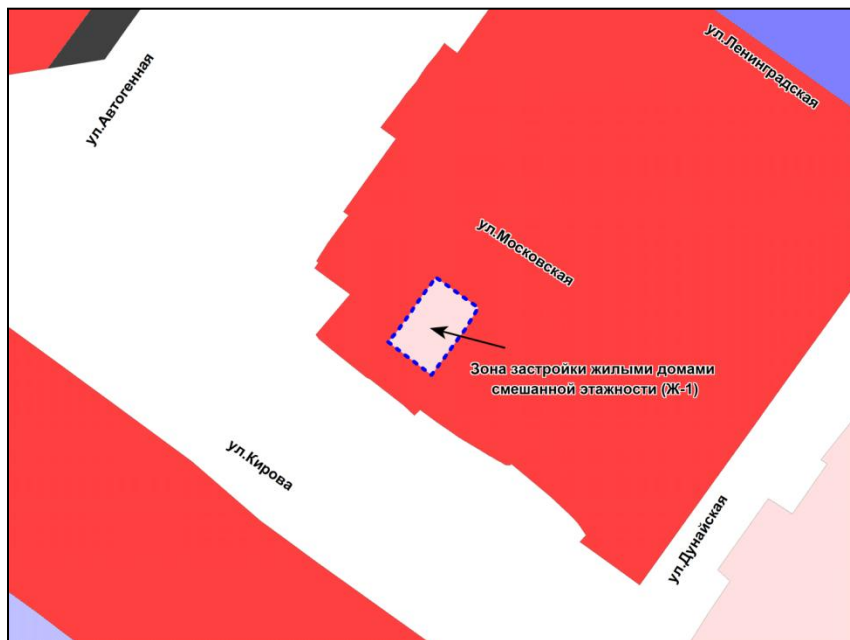 ул.Ленинградская
ул.Автогенная
ул.Московская
Зона застройки жилыми домами
смешанной этажности (Ж-1)
ул.Кирова
ул.Дунайская